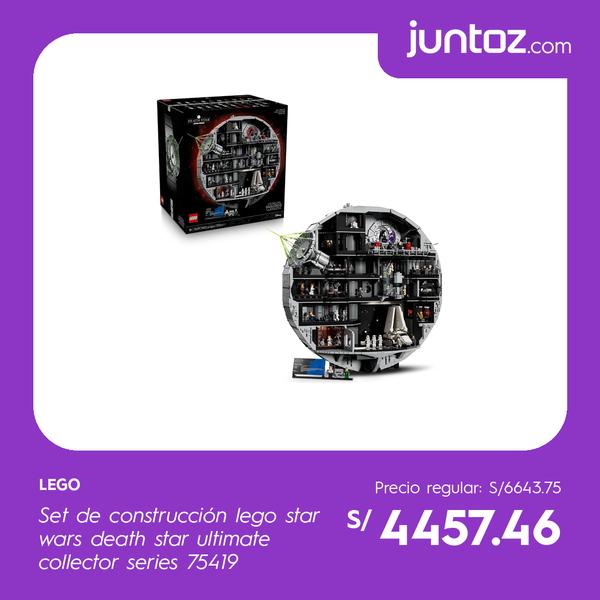 juntoz.com
LEGO
Set de construcción lego star
wars death star ultimate
collector series 75419
Precio regular: S/6643.75
S/ 4457.46